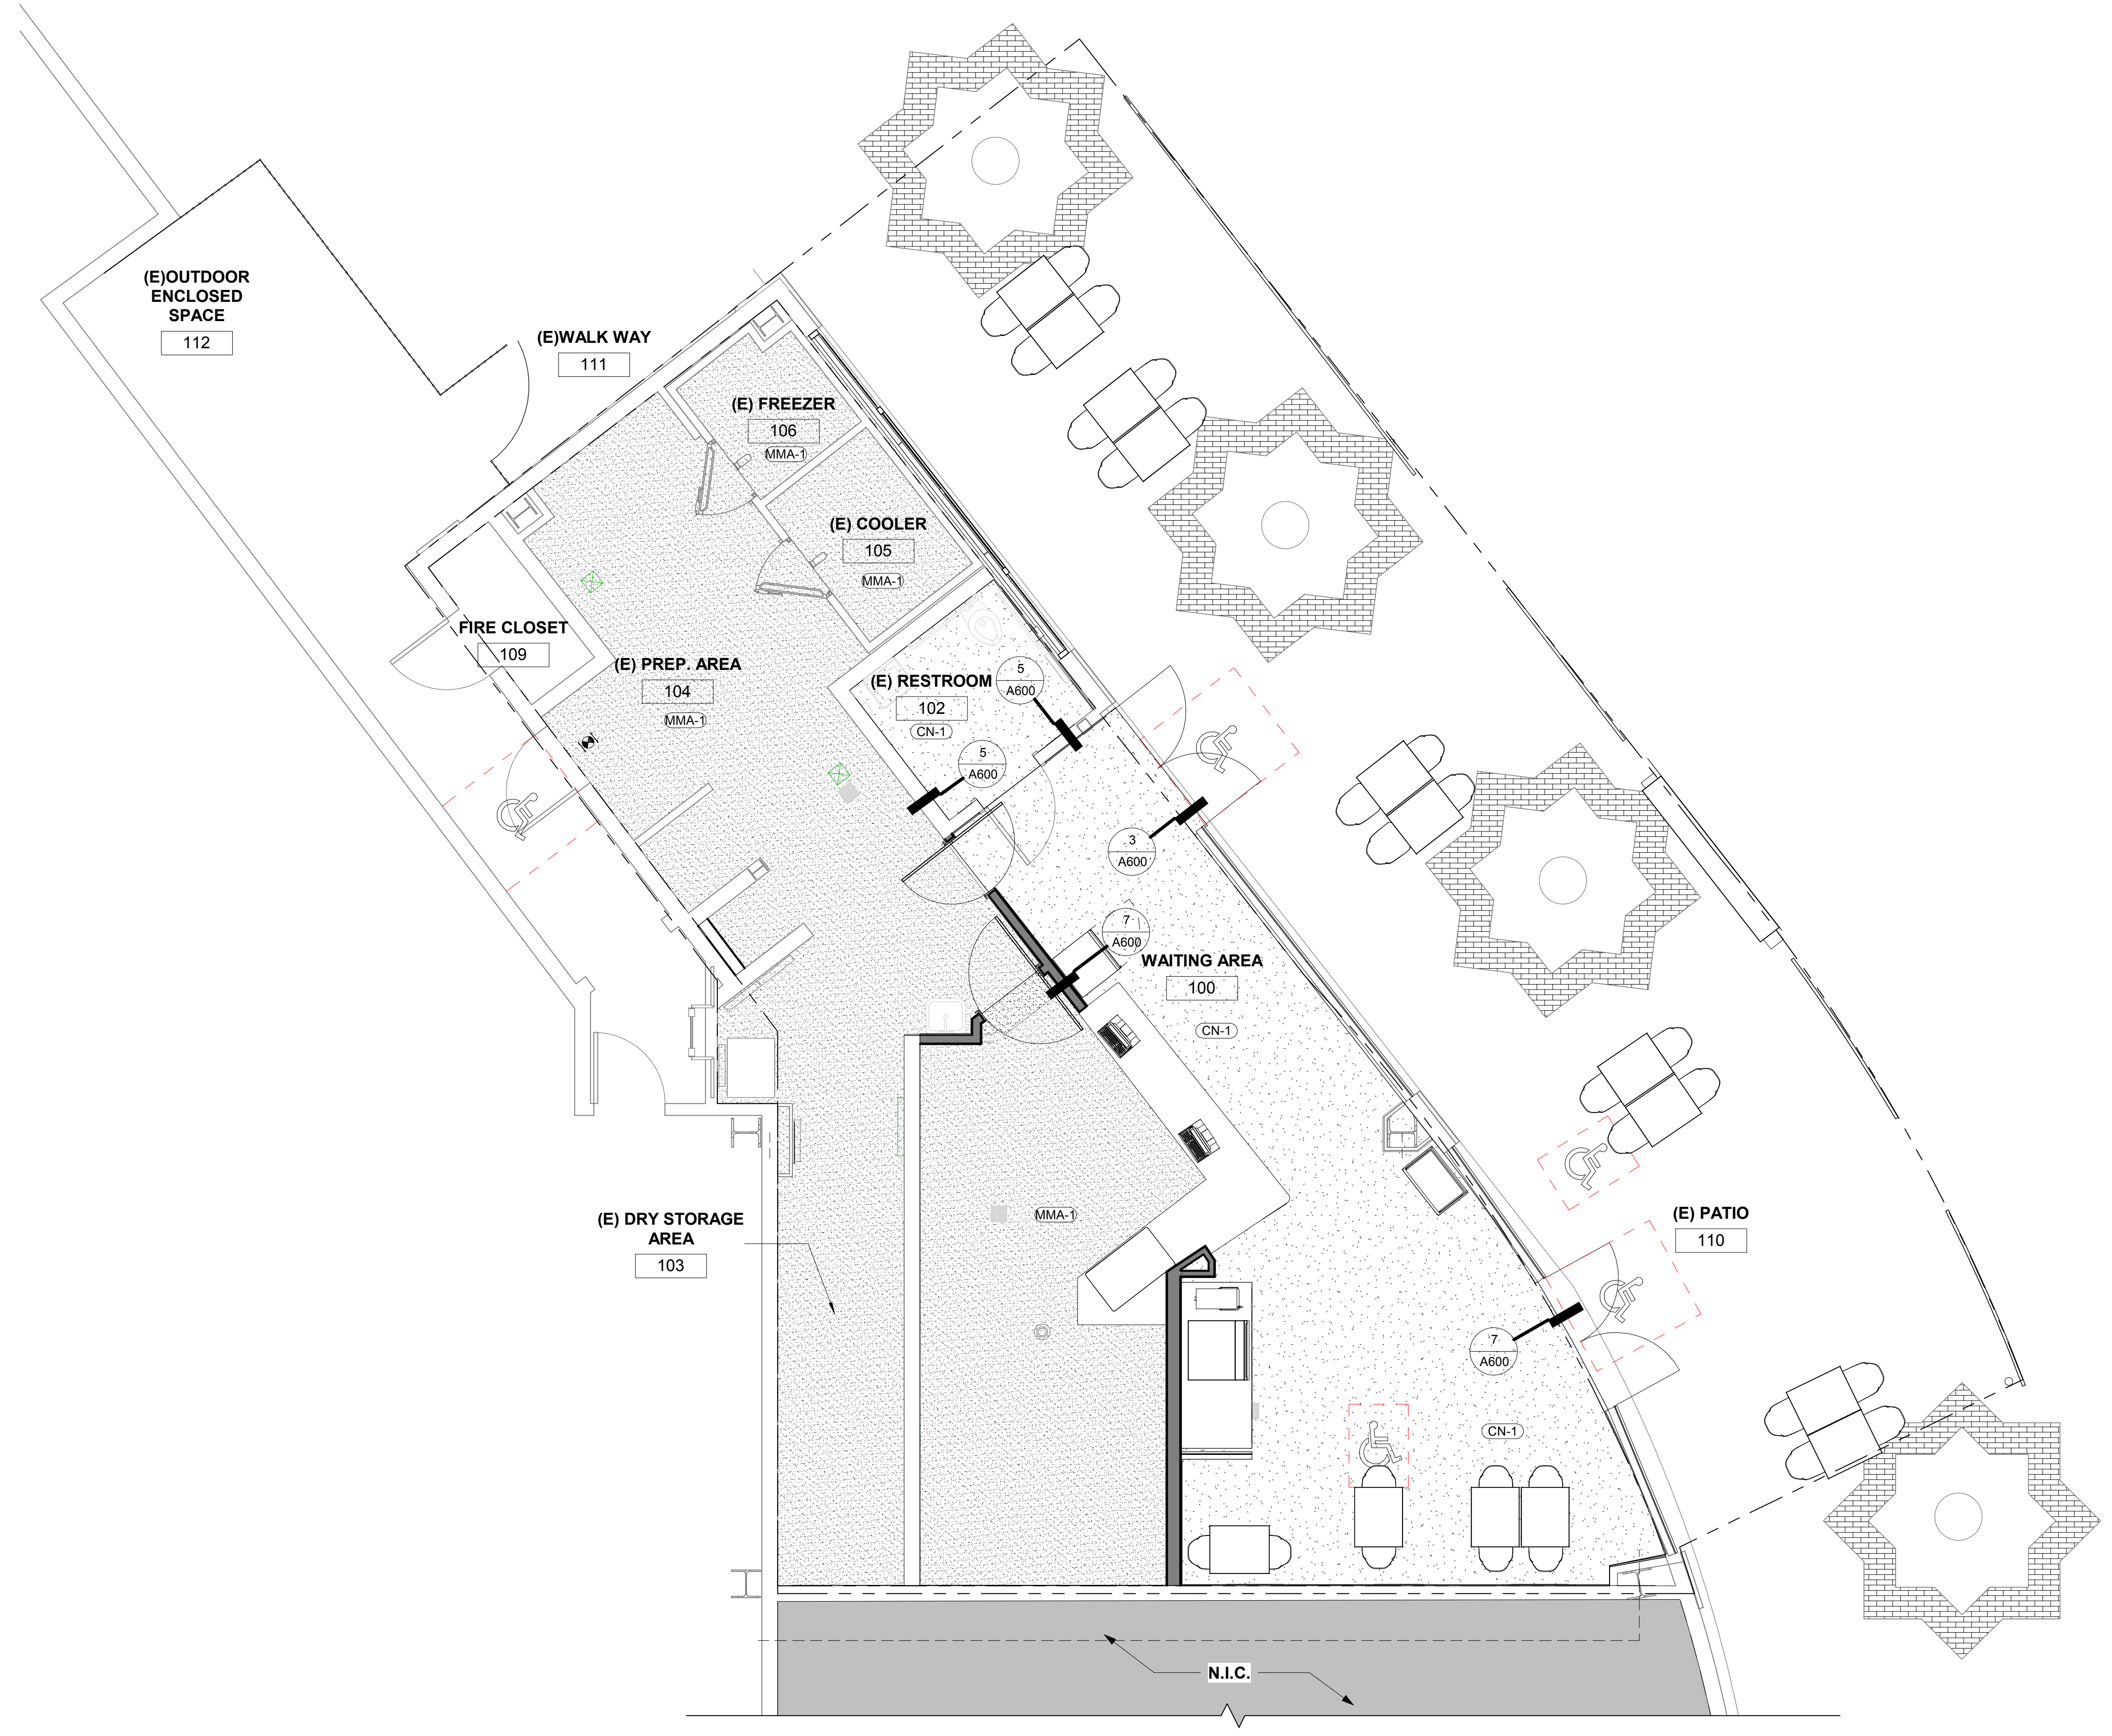 (E)OUTDOOR
ENCLOSED
SPACE
112
(E)WALK WAY
111
(E) FREEZER
106
MMA-1
(E) COOLER
105
MMA-1
FIRE CLOSET
109
(E) PREP. AREA
104
MMA-1
(E) RESTROOM
102
CN-1
5
A600
5
A600
3
A600
7
A600
WAITING AREA
100
CN-1
MMA-1
(E) DRY STORAGE
AREA
103
(E) PATIO
110
7
A600
CN-1
N.I.C.